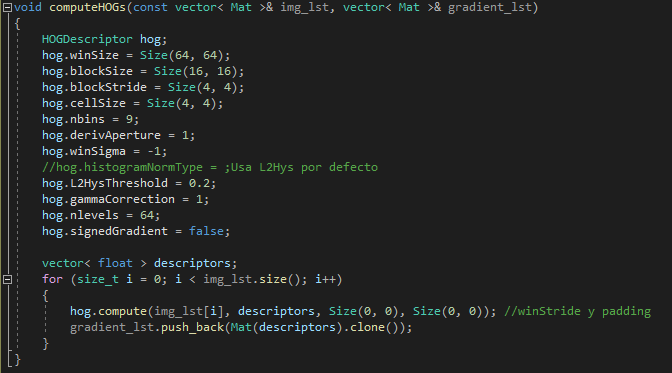 void computeHOGs(const vector< Mat >& img_lst, vector< Mat >& gradient_lst)
{
HOGDescriptor hog;
hog.winSize = Size(64, 64);
hog.blockSize = Size(16, 16);
hog.blockStride = Size(4, 4);
hog.cellSize = Size(4, 4);
hog.nbins = 9;
hog.derivAperture = 1;
hog.winSigma = -1;
//hog.histogramNormType = ;Usa L2Hys por defecto
hog.L2HysThreshold = 0.2;
hog.gammaCorrection = 1;
hog.nlevels = 64;
hog.signedGradient = false;
vector< float > descriptors;
for (size_t i = 0; i < img_lst.size(); i++)
{
hog.compute(img_lst[i], descriptors, Size(0, 0), Size(0, 0)); //winStride y padding
gradient_lst.push_back(Mat(descriptors).clone());
}
}